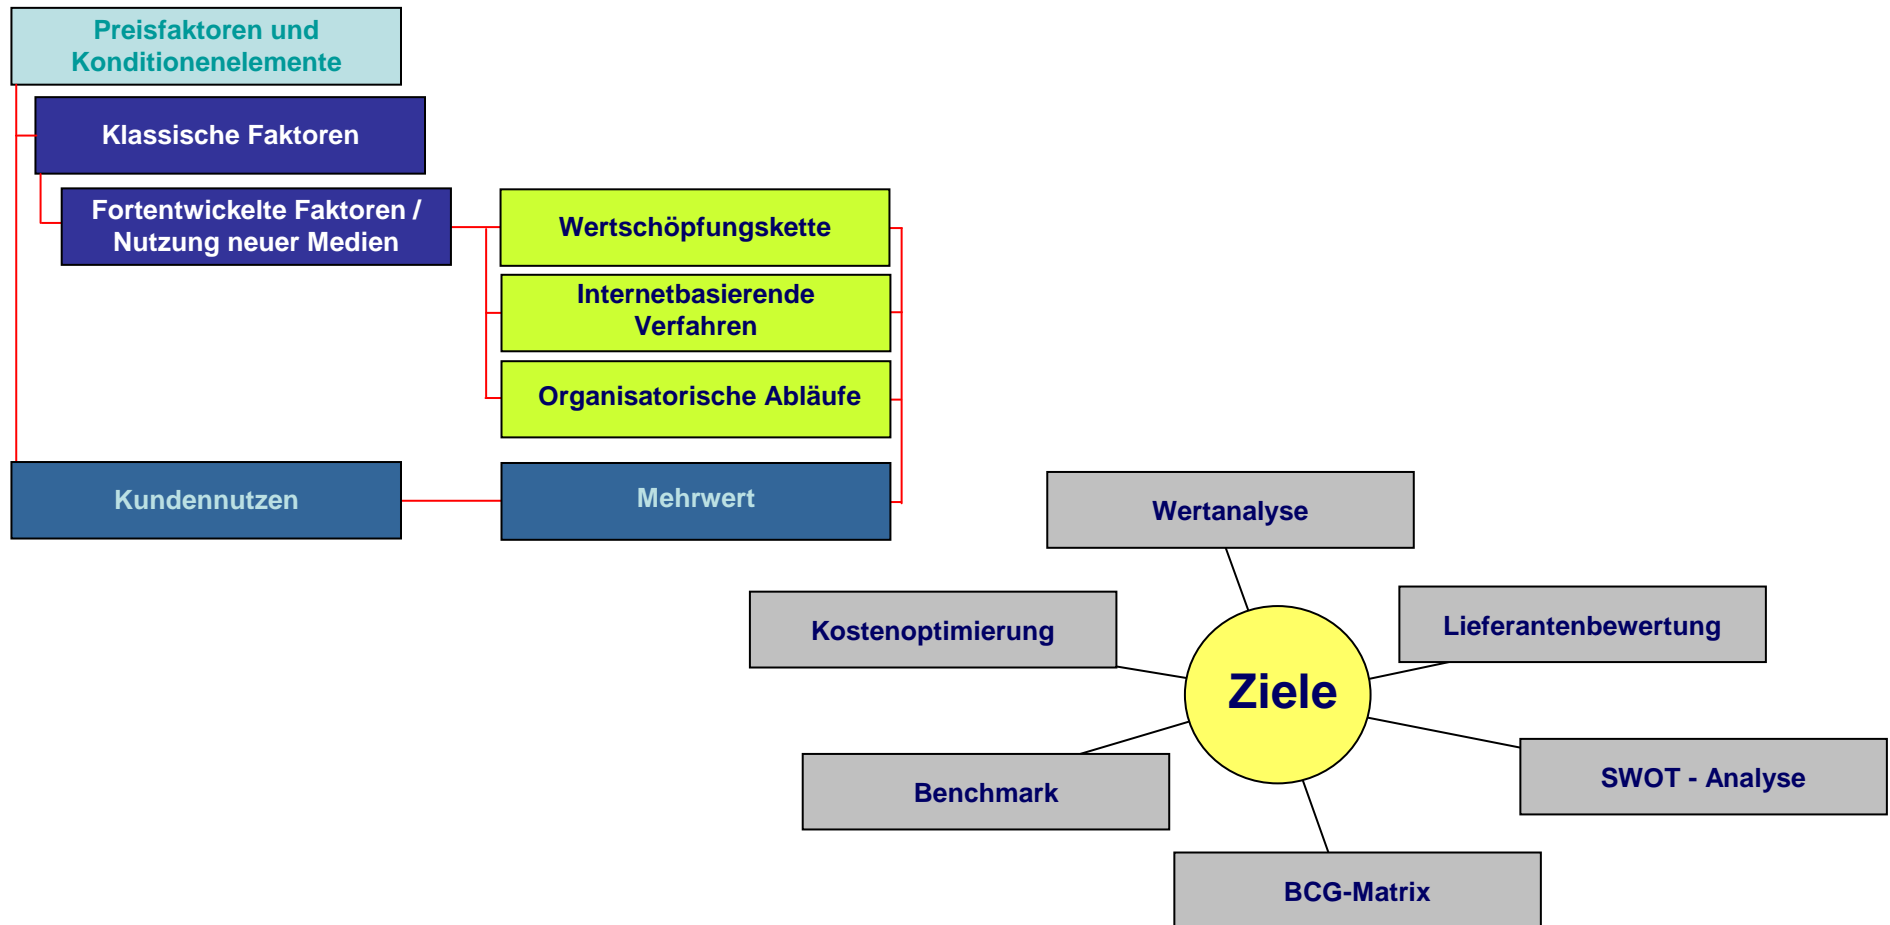 Preisfaktoren und
Konditionenelemente
Klassische Faktoren
Fortentwickelte Faktoren /
Nutzung neuer Medien
Wertschöpfungskette
Internetbasierende
Verfahren
Organisatorische Abläufe
Kundennutzen
Mehrwert
Wertanalyse
Kostenoptimierung
Lieferantenbewertung
Ziele
Benchmark
SWOT - Analyse
BCG-Matrix